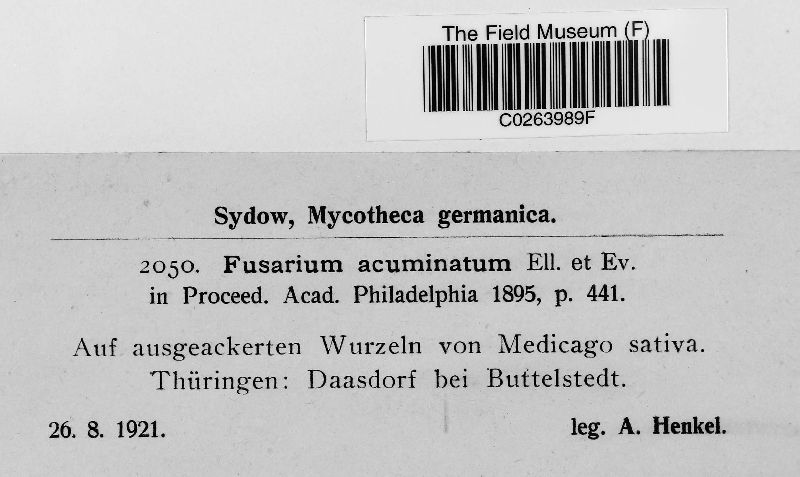 The Field Museum (F)
C0263989F
Sydow, Mycotheca germanica.
2050. Fusarium acuminatum Ell. et Ev.
in Proceed. Acad. Philadelphia 1895, p. 441.
Auf ausgeackerten Wurzeln von Medicago sativa.
Thüringen: Daasdorf bei Buttelstedt.
26. 8. 1921. leg. A. Henkel.